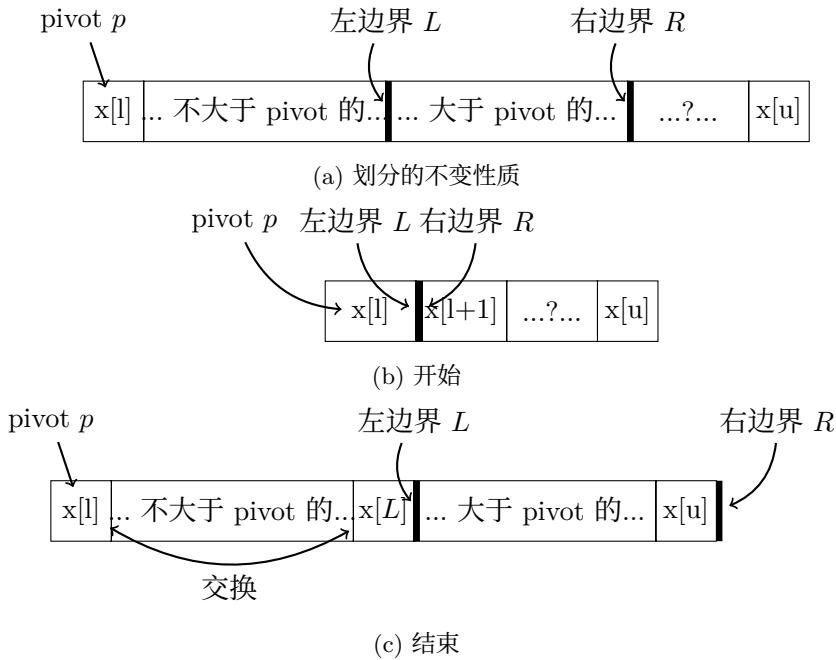 pivot p 左边界 L 右边界 R
x[l] ... 不大于 pivot 的... ... 大于 pivot 的... ...?... x[u]
(a) 划分的不变性质
pivot p 左边界 L 右边界 R
x[l] x[l+1] ...?... x[u]
(b) 开始
pivot p 左边界 L 右边界 R
x[l] ... 不大于 pivot 的... x[L] ... 大于 pivot 的... x[u]
交换
(c) 结束